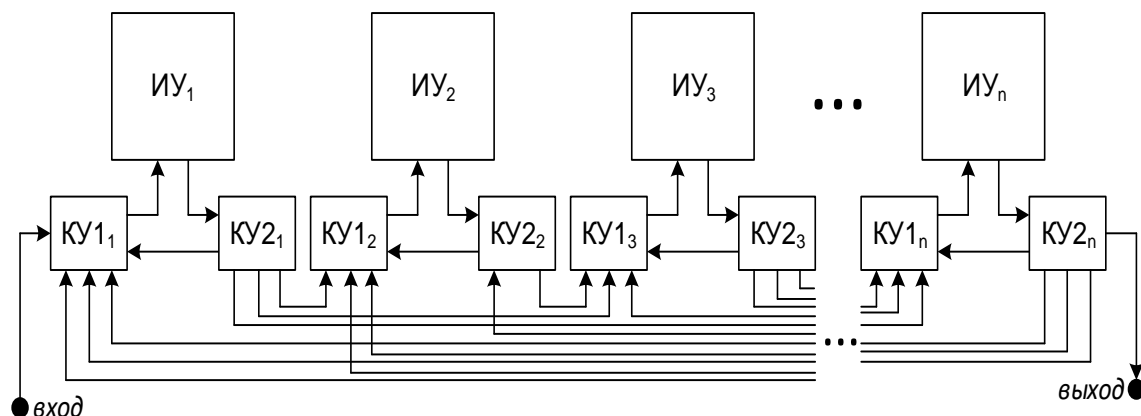 ИУ₁
ИУ₂
ИУ₃
...
ИУₙ
КУ1₁
КУ2₁
КУ1₂
КУ2₂
КУ1₃
КУ2₃
КУ1ₙ
КУ2ₙ
...
вход
выход